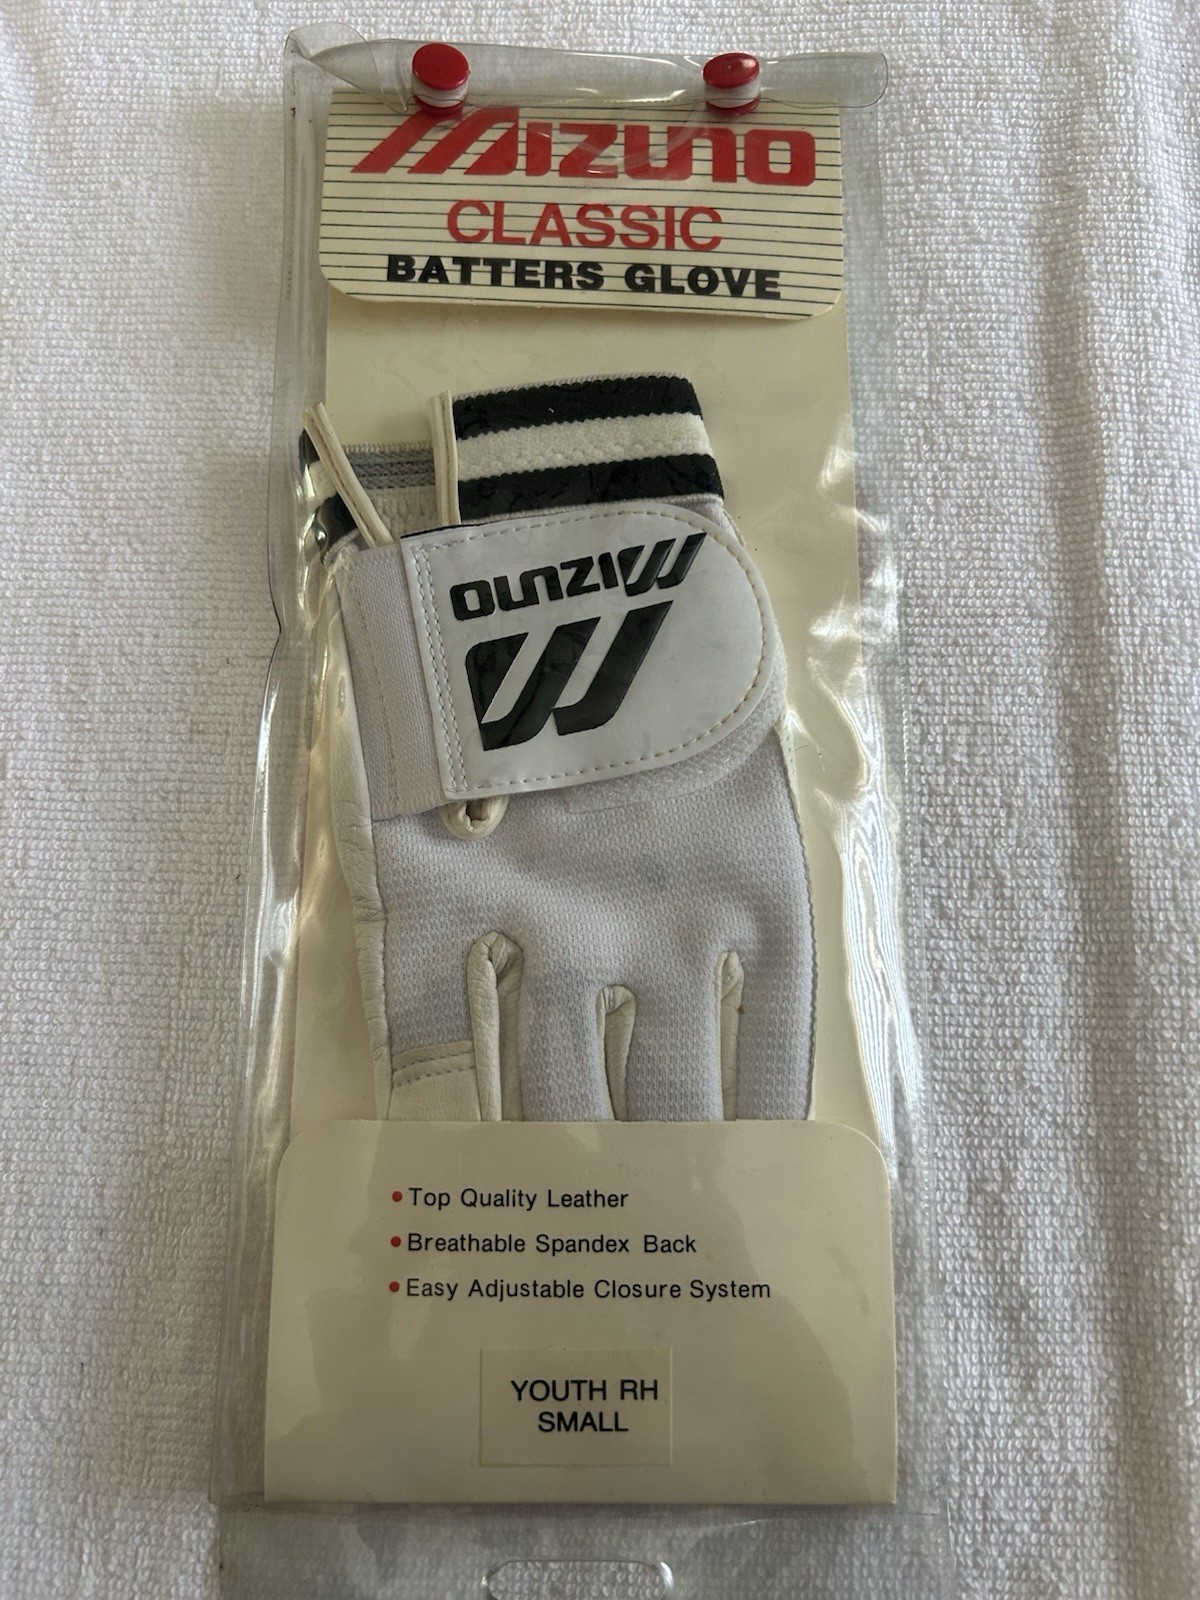 Mizuno
CLASSIC
BATTERS GLOVE
Mizuno
• Top Quality Leather
• Breathable Spandex Back
• Easy Adjustable Closure System
YOUTH RH
SMALL